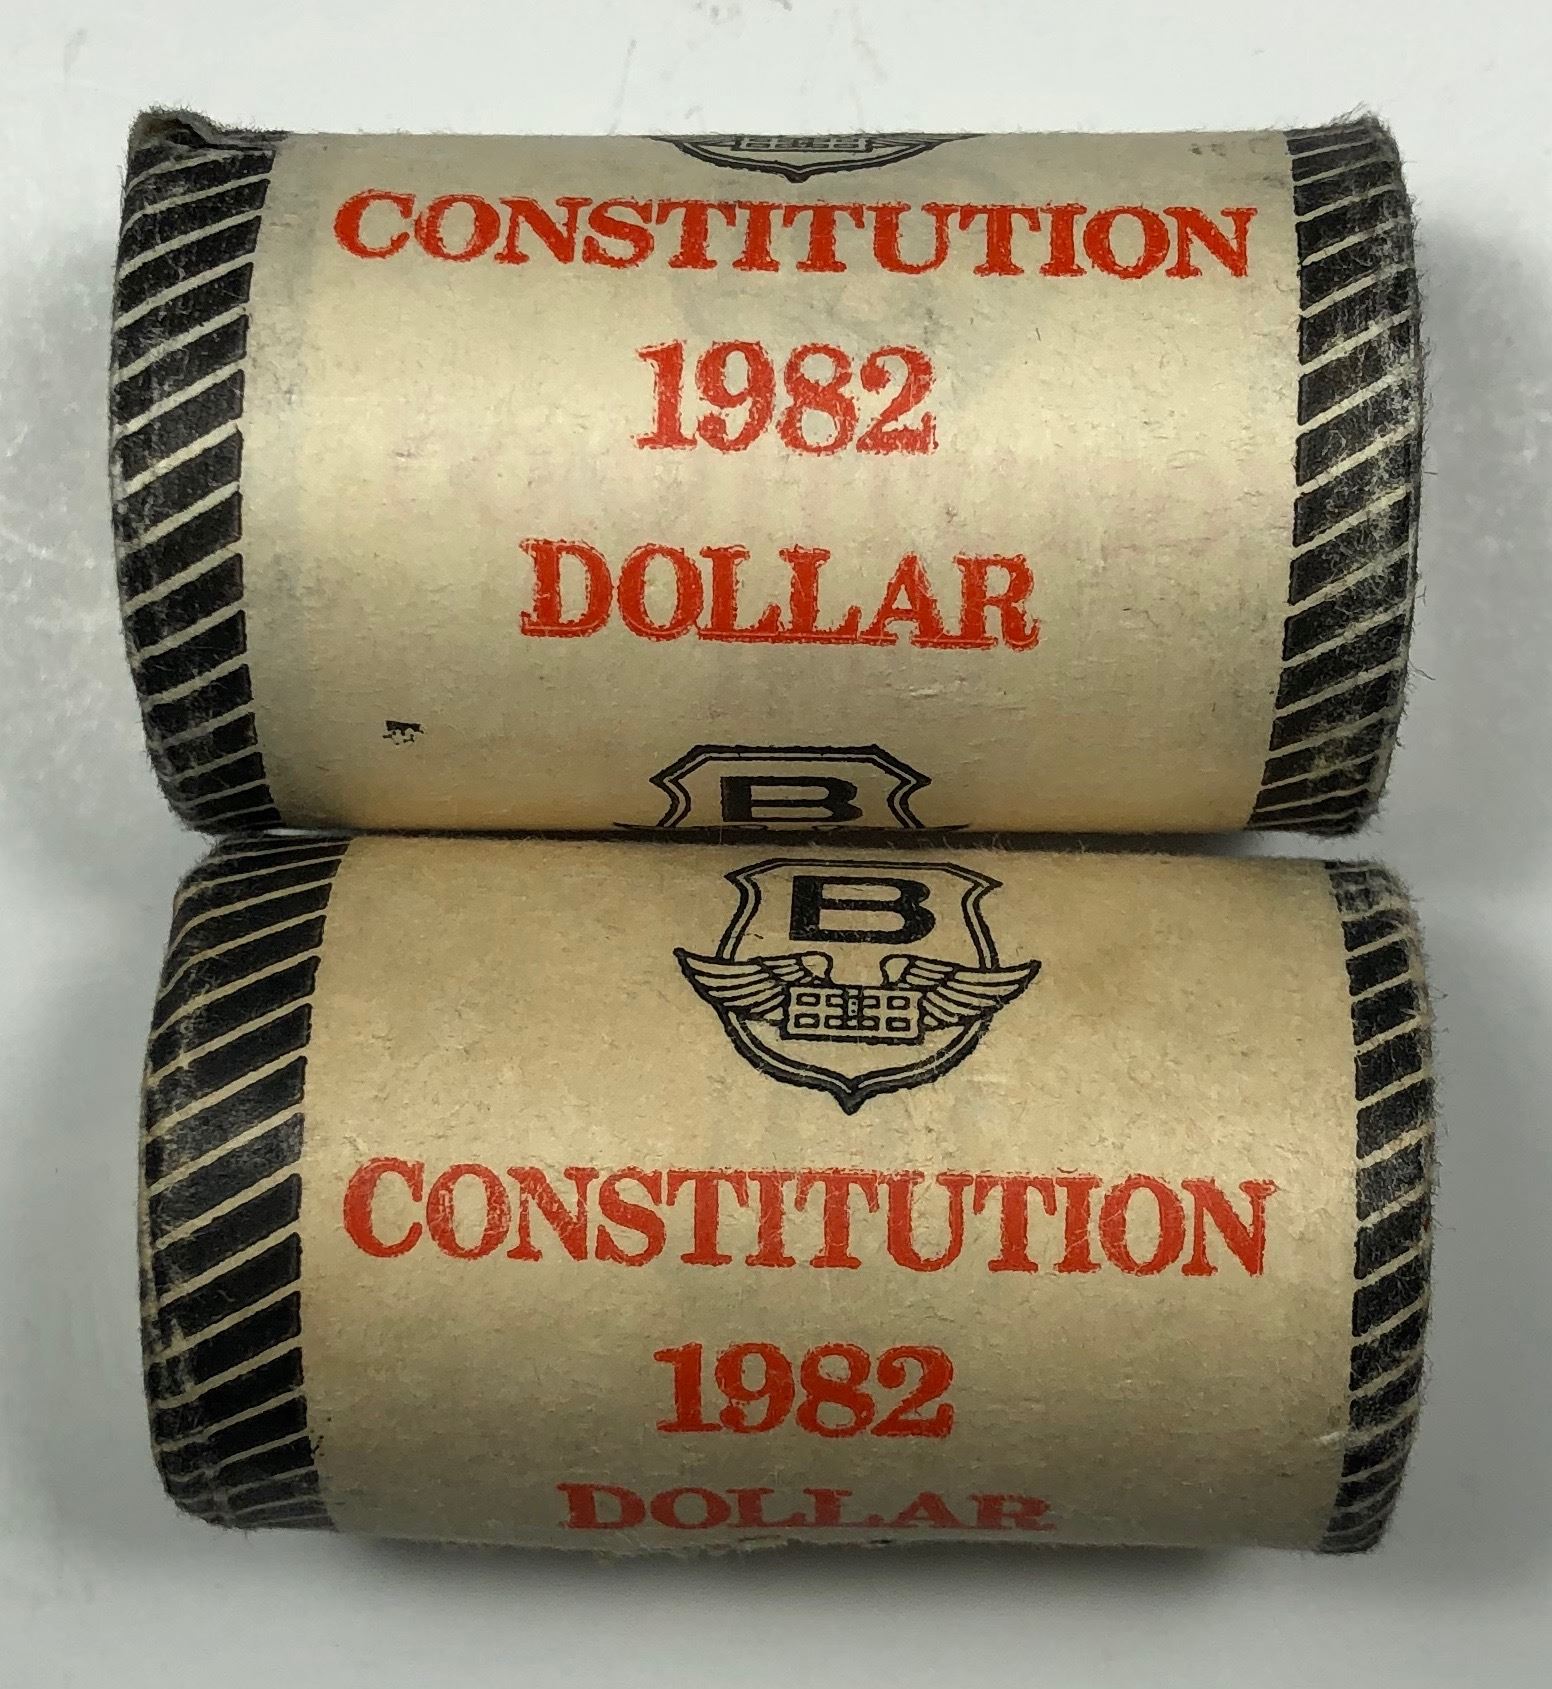 CONSTITUTION
1982
DOLLAR
B
B
CONSTITUTION
1982
DOLLAR